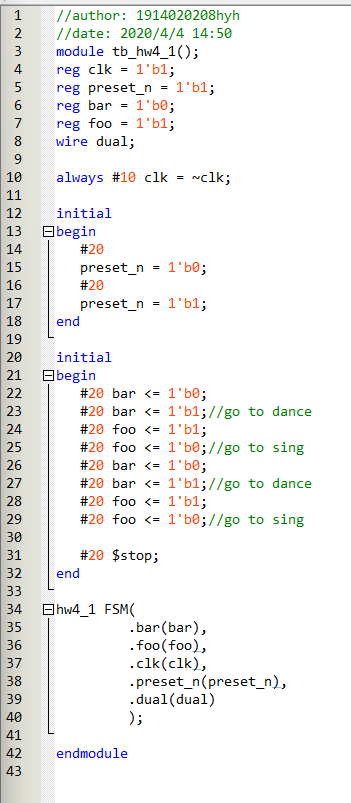 1 //author: 1914020208hyh
2 //date: 2020/4/4 14:50
3 module tb_hw4_1();
4 reg clk = 1'b1;
5 reg preset_n = 1'b1;
6 reg bar = 1'b0;
7 reg foo = 1'b1;
8 wire dual;
9
10 always #10 clk = ~clk;
11
12 initial
13 begin
14 #20
15 preset_n = 1'b0;
16 #20
17 preset_n = 1'b1;
18 end
19
20 initial
21 begin
22 #20 bar <= 1'b0;
23 #20 bar <= 1'b1;//go to dance
24 #20 foo <= 1'b1;
25 #20 foo <= 1'b0;//go to sing
26 #20 bar <= 1'b0;
27 #20 bar <= 1'b1;//go to dance
28 #20 foo <= 1'b1;
29 #20 foo <= 1'b0;//go to sing
30
31 #20 $stop;
32 end
33
34 hw4_1 FSM(
35 .bar(bar),
36 .foo(foo),
37 .clk(clk),
38 .preset_n(preset_n),
39 .dual(dual)
40 );
41
42 endmodule
43